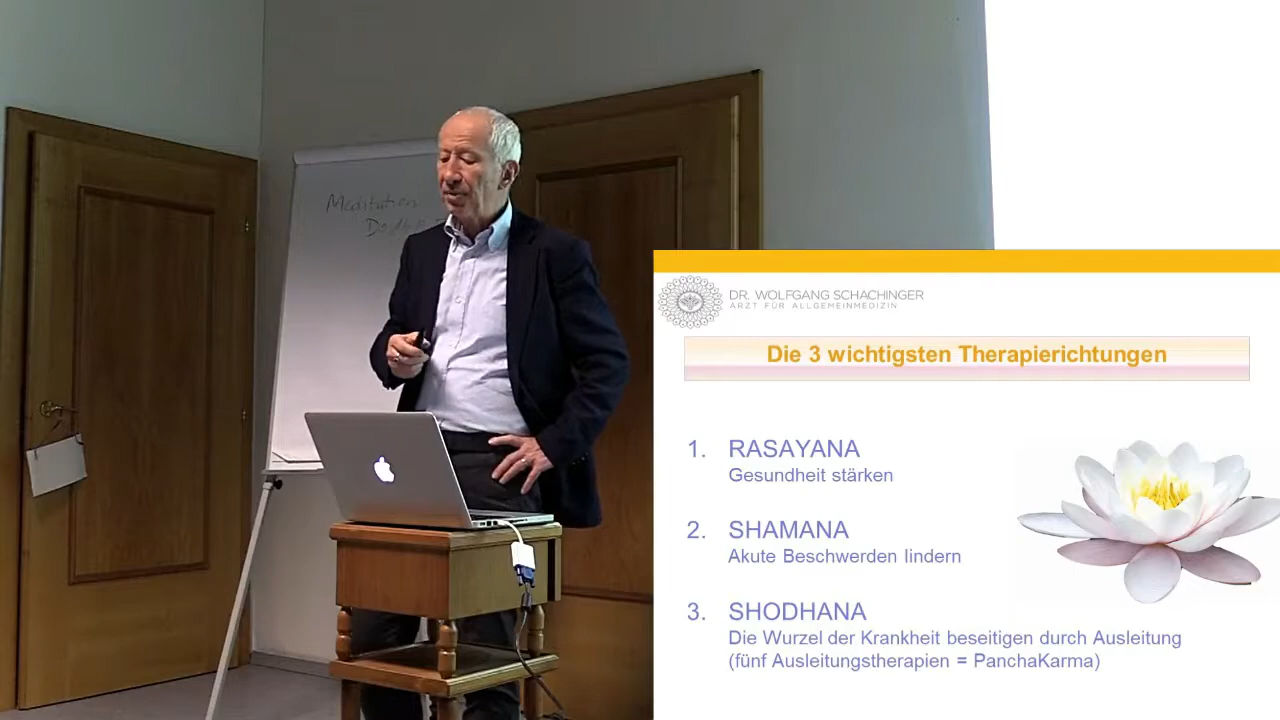 Meditation
DR. WOLFGANG SCHACHINGER
ARZT FÜR ALLGEMEINMEDIZIN
Die 3 wichtigsten Therapierichtungen
1. RASAYANA
Gesundheit stärken
2. SHAMANA
Akute Beschwerden lindern
3. SHODHANA
Die Wurzel der Krankheit beseitigen durch Ausleitung
(fünf Ausleitungstherapien = PanchaKarma)